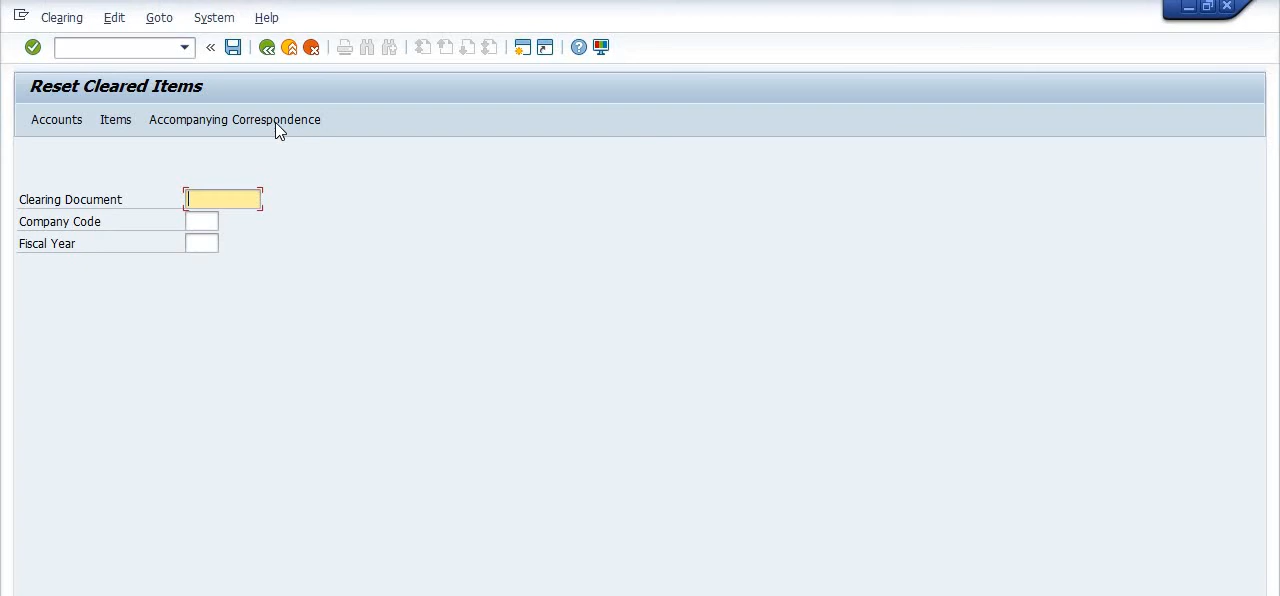 Clearing Edit Goto System Help
Reset Cleared Items
Accounts Items Accompanying Correspondence
Clearing Document
Company Code
Fiscal Year